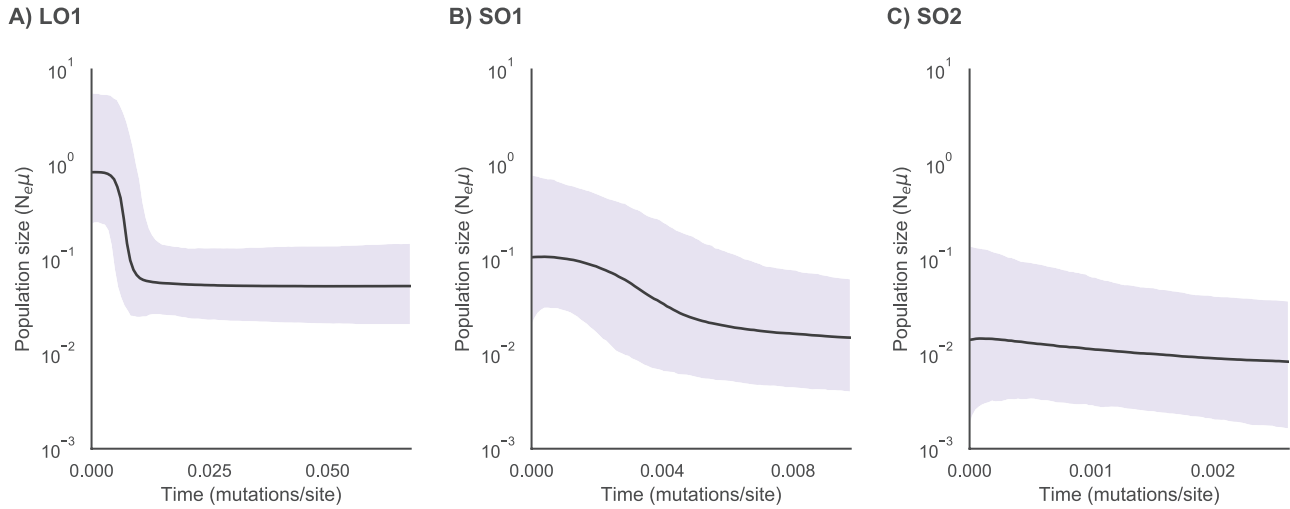 A) LO1
Population size (Nₑμ)
10¹
10⁰
10⁻¹
10⁻²
10⁻³
0.000 0.025 0.050
Time (mutations/site)
B) SO1
Population size (Nₑμ)
10¹
10⁰
10⁻¹
10⁻²
10⁻³
0.000 0.004 0.008
Time (mutations/site)
C) SO2
Population size (Nₑμ)
10¹
10⁰
10⁻¹
10⁻²
10⁻³
0.000 0.001 0.002
Time (mutations/site)